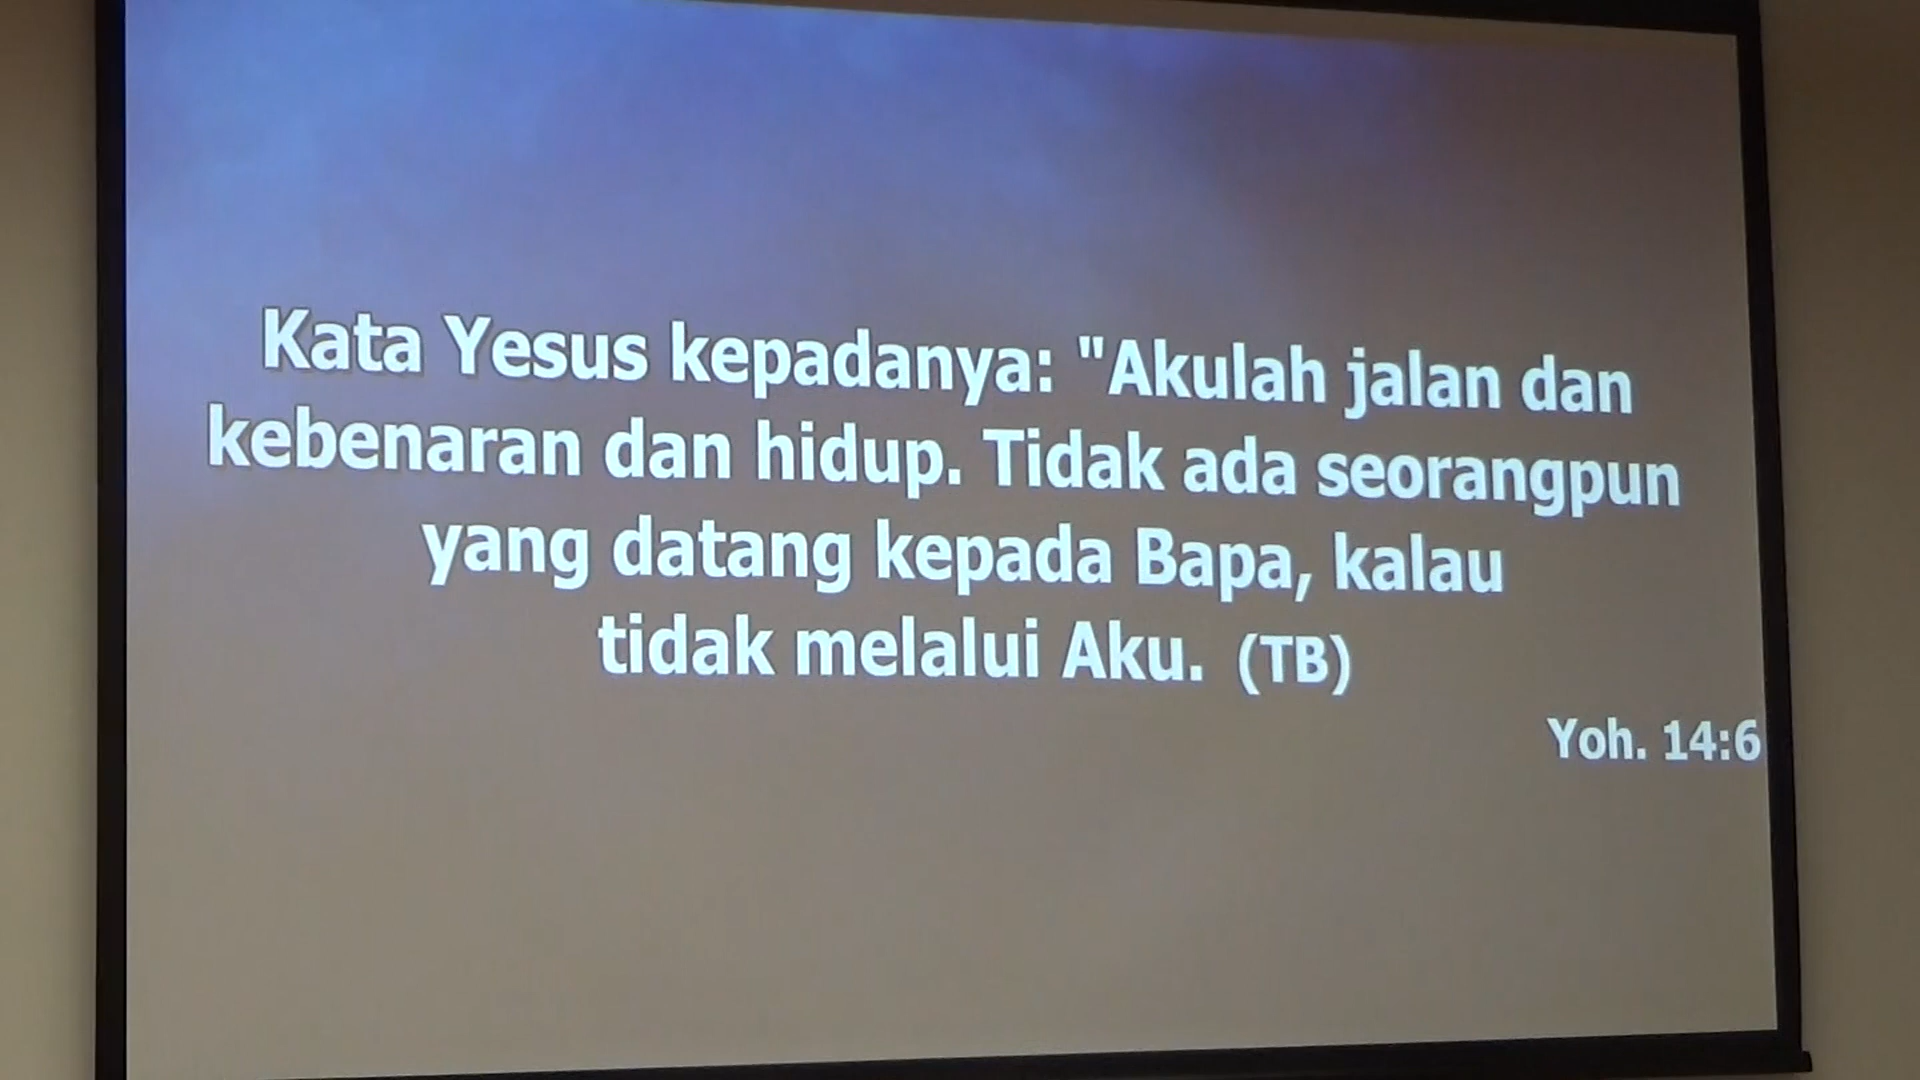 Kata Yesus kepadanya: "Akulah jalan dan
kebenaran dan hidup. Tidak ada seorangpun
yang datang kepada Bapa, kalau
tidak melalui Aku. (TB)
Yoh. 14:6